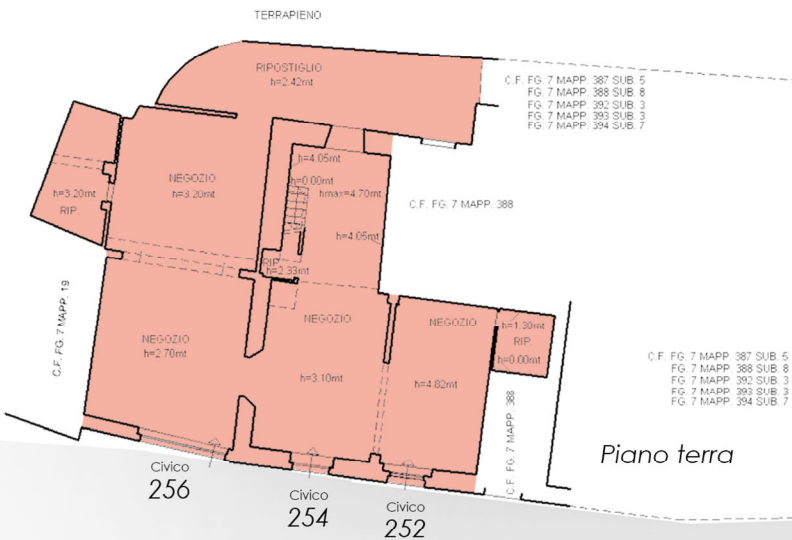 TERRAPIENO
RIPOSTIGLIO
h=2.42mt
C.F. FG. 7 MAPP. 387 SUB. 5
FG. 7 MAPP. 388 SUB. 8
FG. 7 MAPP. 392 SUB. 3
FG. 7 MAPP. 393 SUB. 3
FG. 7 MAPP. 394 SUB. 7
h=4.05mt
h=0.00mt
hmax=4.70mt
NEGOZIO
h=3.20mt
h=3.20mt
RIP.
C.F. FG. 7 MAPP. 388
h=4.05mt
RIP.
h=2.33mt
C.F. FG. 7 MAPP. 19
NEGOZIO
h=2.70mt
NEGOZIO
h=3.10mt
NEGOZIO
h=4.82mt
h=1.30mt
RIP.
h=0.00mt
C.F. FG. 7 MAPP. 387 SUB. 5
FG. 7 MAPP. 388 SUB. 8
FG. 7 MAPP. 392 SUB. 3
FG. 7 MAPP. 393 SUB. 3
FG. 7 MAPP. 394 SUB. 7
C.F. FG. 7 MAPP. 388
Piano terra
Civico
256
Civico
254
Civico
252